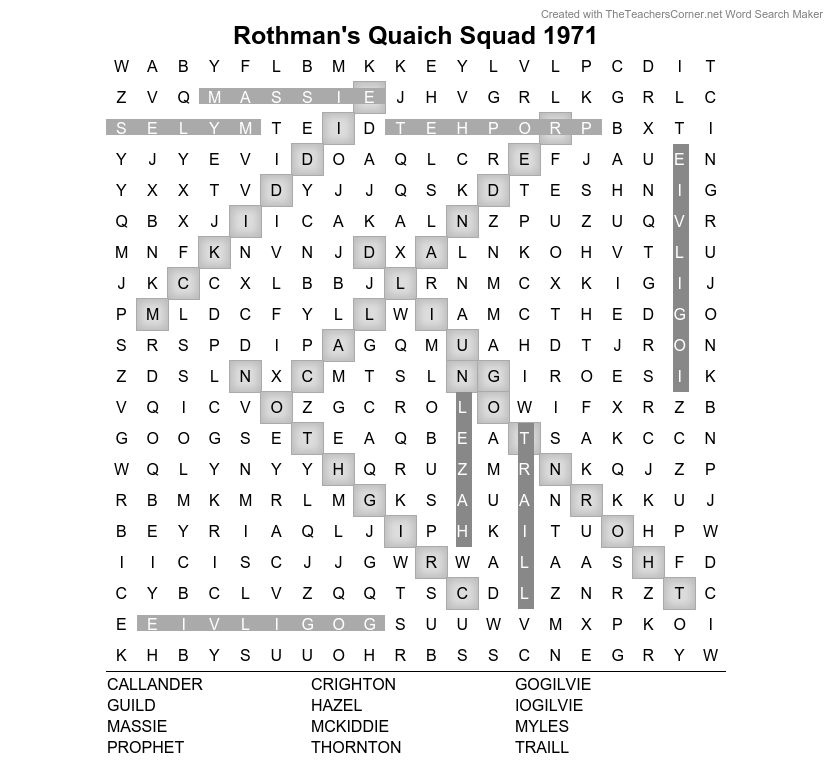 Created with TheTeachersCorner.net Word Search Maker
Rothman's Quaich Squad 1971
W A B Y F L B M K K E Y L V L P C D I T
Z V Q M A S S I E J H V G R L K G R L C
S E L Y M T E I D T E H P O R P B X T I
Y J Y E V I D O A Q L C R E F J A U E N
Y X X T V D Y J J Q S K D T E S H N I G
Q B X J I I C A K A L N Z P U Z U Q V R
M N F K N V N J D X A L N K O H V T L U
J K C C X L B B J L R N M C X K I G I J
P M L D C F Y L L W I A M C T H E D G O
S R S P D I P A G Q M U A H D T J R O N
Z D S L N X C M T S L N G I R O E S I K
V Q I C V O Z G C R O L O W I F X R Z B
G O O G S E T E A Q B E A T S A K C C N
W Q L Y N Y Y H Q R U Z M R N K Q J Z P
R B M K M R L M G K S A U A N R K K U J
B E Y R I A Q L J I P H K I T U O H P W
I I C I S C J J G W R W A L A A S H F D
C Y B C L V Z Q Q T S C D L Z N R Z T C
E E I V L I G O G S U U W V M X P K O I
K H B Y S U U O H R B S S C N E G R Y W
CALLANDER CRIGHTON GOGILVIE
GUILD HAZEL IOGILVIE
MASSIE MCKIDDIE MYLES
PROPHET THORNTON TRAILL